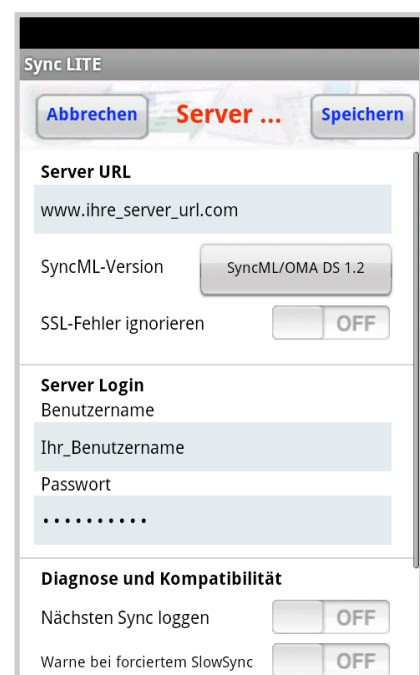 Sync LITE
Abbrechen Server ... Speichern
Server URL
www.ihre_server_url.com
SyncML-Version SyncML/OMA DS 1.2
SSL-Fehler ignorieren OFF
Server Login
Benutzername
Ihr_Benutzername
Passwort
••••••••••
Diagnose und Kompatibilität
Nächsten Sync loggen OFF
Warne bei forciertem SlowSync OFF